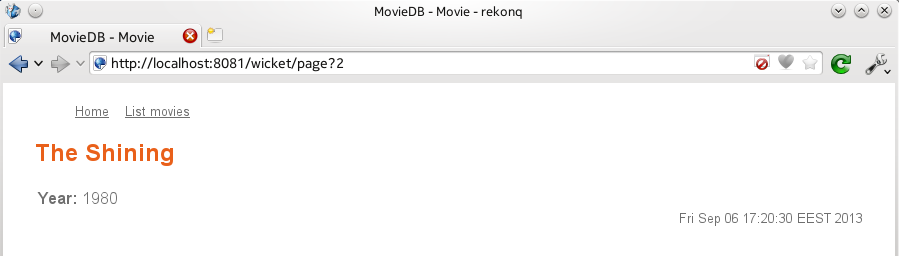 MovieDB - Movie - rekonq
MovieDB - Movie
http://localhost:8081/wicket/page?2
Home List movies
The Shining
Year: 1980
Fri Sep 06 17:20:30 EEST 2013